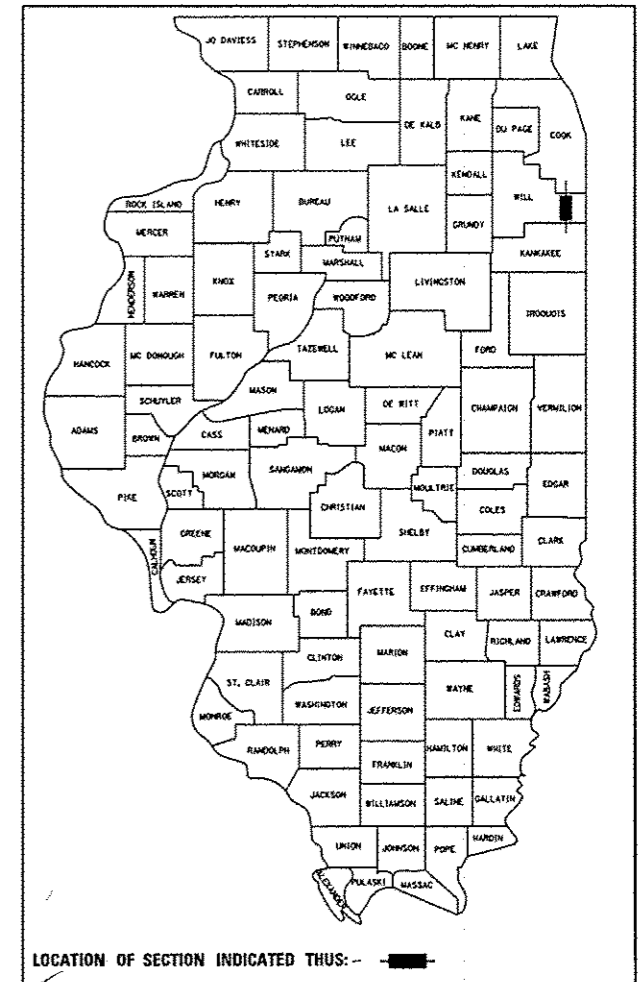 JO DAVIESS STEPHENSON WINNEBAGO BOONE MC HENRY LAKE
CARROLL OGLE DE KALB KANE DU PAGE COOK
WHITESIDE LEE KENDALL WILL
ROCK ISLAND HENRY BUREAU LA SALLE GRUNDY
MERCER PUTNAM KANKAKEE
HENDERSON WARREN KNOX STARK MARSHALL LIVINGSTON
PEORIA WOODFORD IROQUOIS
HANCOCK MC DONOUGH FULTON TAZEWELL MC LEAN FORD
SCHUYLER MASON LOGAN DE WITT CHAMPAIGN VERMILION
ADAMS BROWN CASS MENARD MACON PIATT
PIKE SCOTT MORGAN SANGAMON CHRISTIAN MOULTRIE DOUGLAS EDGAR
COLES
CALHOUN GREENE MACOUPIN MONTGOMERY SHELBY CUMBERLAND CLARK
JERSEY FAYETTE EFFINGHAM JASPER CRAWFORD
MADISON BOND CLAY RICHLAND LAWRENCE
CLINTON MARION
ST. CLAIR WAYNE EDWARDS WABASH
MONROE WASHINGTON JEFFERSON
RANDOLPH PERRY HAMILTON WHITE
FRANKLIN
JACKSON WILLIAMSON SALINE GALLATIN
UNION JOHNSON POPE HARDIN
ALEXANDER PULASKI MASSAC
LOCATION OF SECTION INDICATED THUS: -